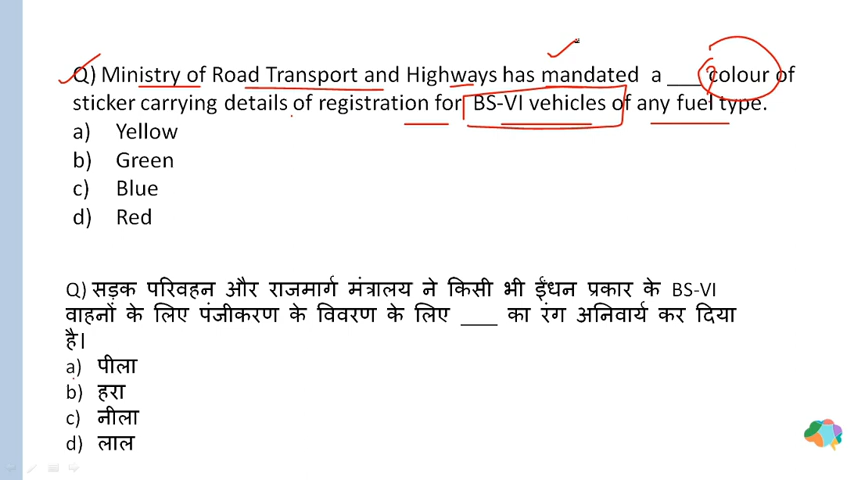 Q) Ministry of Road Transport and Highways has mandated a ___ colour of
sticker carrying details of registration for BS-VI vehicles of any fuel type.
a) Yellow
b) Green
c) Blue
d) Red
Q) सड़क परिवहन और राजमार्ग मंत्रालय ने किसी भी ईंधन प्रकार के BS-VI
वाहनों के लिए पंजीकरण के विवरण के लिए ___ का रंग अनिवार्य कर दिया
है।
a) पीला
b) हरा
c) नीला
d) लाल